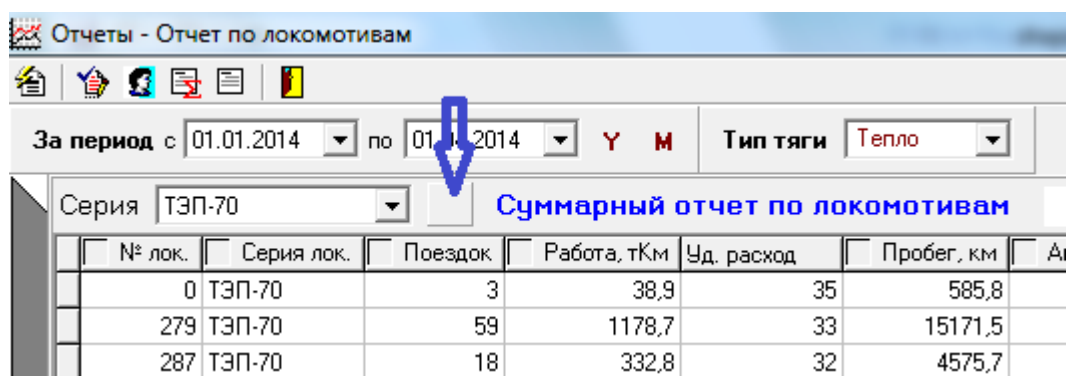 Отчеты - Отчет по локомотивам
За период с 01.01.2014 по 2014 Y M Тип тяги Тепло
Серия ТЭП-70 Суммарный отчет по локомотивам
№ лок. Серия лок. Поездок Работа, тКм Уд. расход Пробег, км
0 ТЭП-70 3 38,9 35 585,8
279 ТЭП-70 59 1178,7 33 15171,5
287 ТЭП-70 18 332,8 32 4575,7